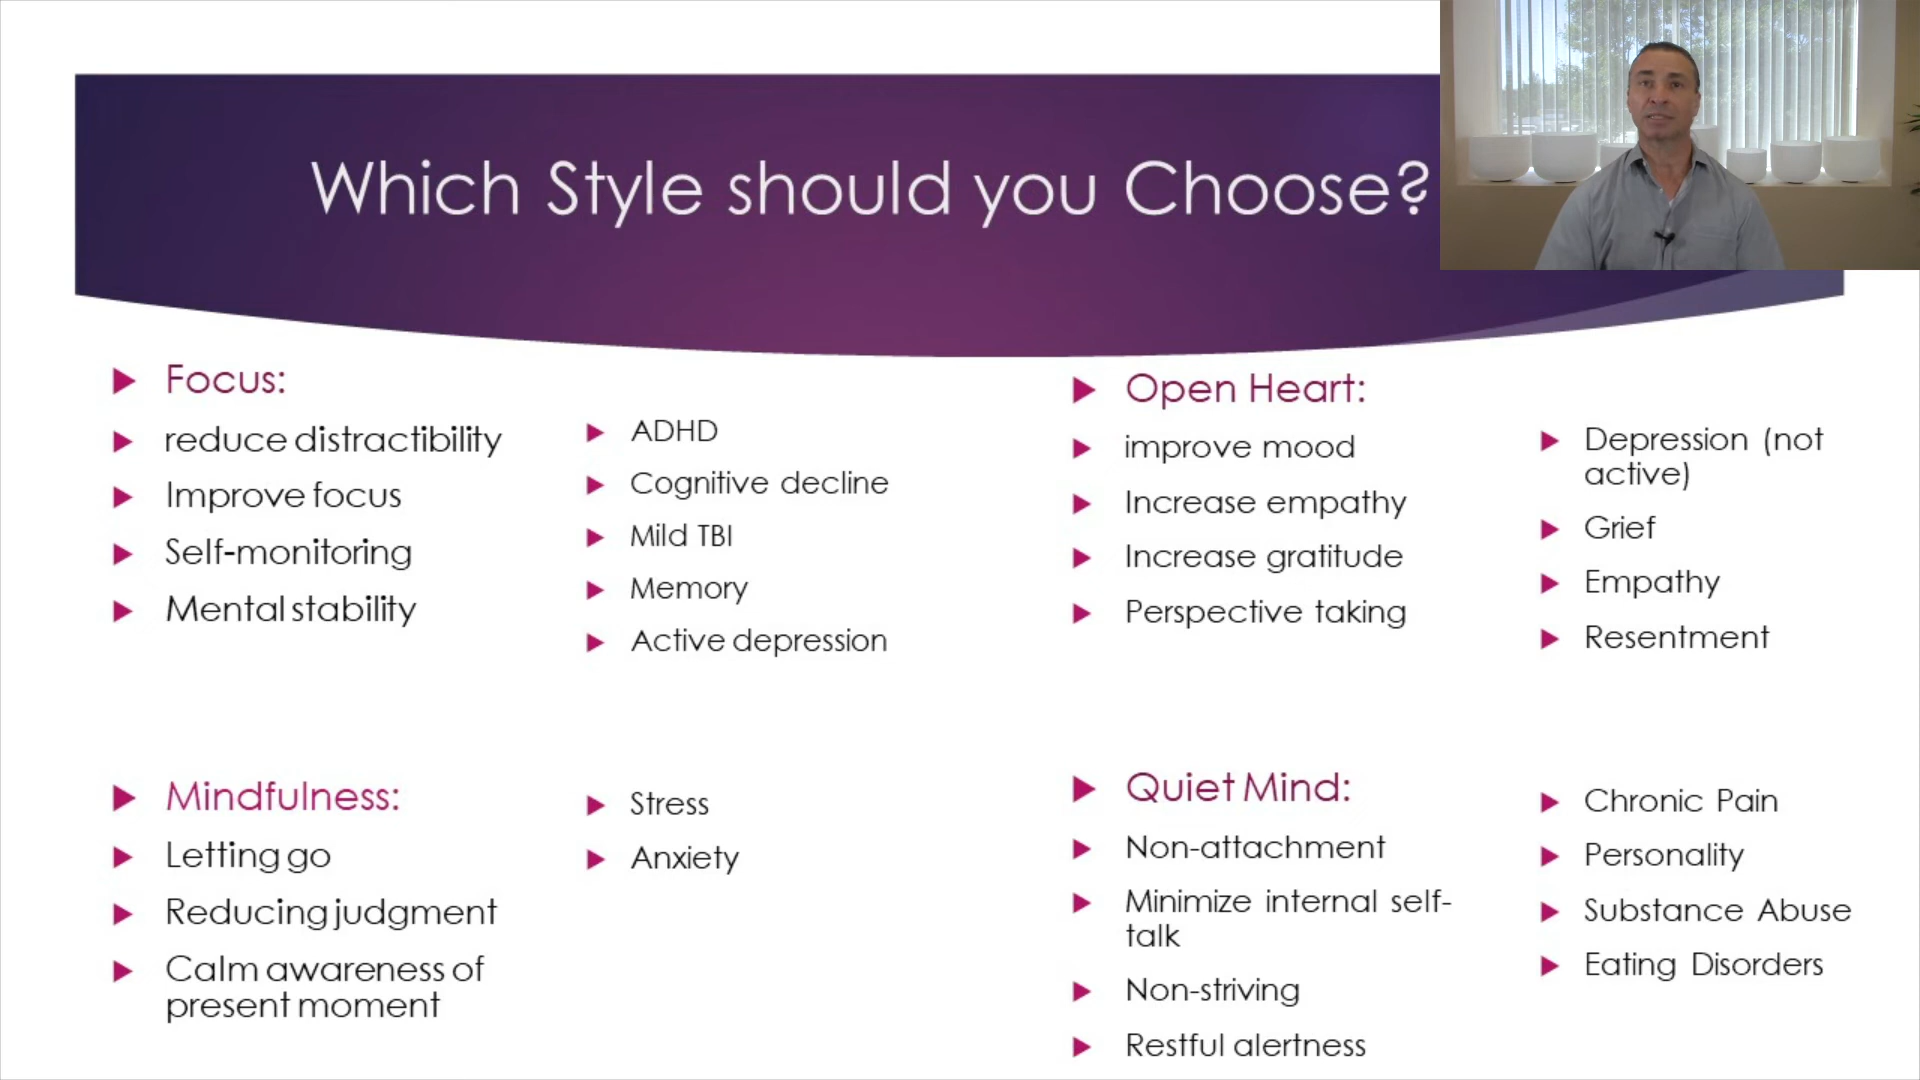 Which Style should you Choose?
Focus:
reduce distractibility
Improve focus
Self-monitoring
Mental stability
ADHD
Cognitive decline
Mild TBI
Memory
Active depression
Open Heart:
improve mood
Increase empathy
Increase gratitude
Perspective taking
Depression (not
active)
Grief
Empathy
Resentment
Mindfulness:
Letting go
Reducing judgment
Calm awareness of
present moment
Stress
Anxiety
Quiet Mind:
Non-attachment
Minimize internal self-
talk
Non-striving
Restful alertness
Chronic Pain
Personality
Substance Abuse
Eating Disorders